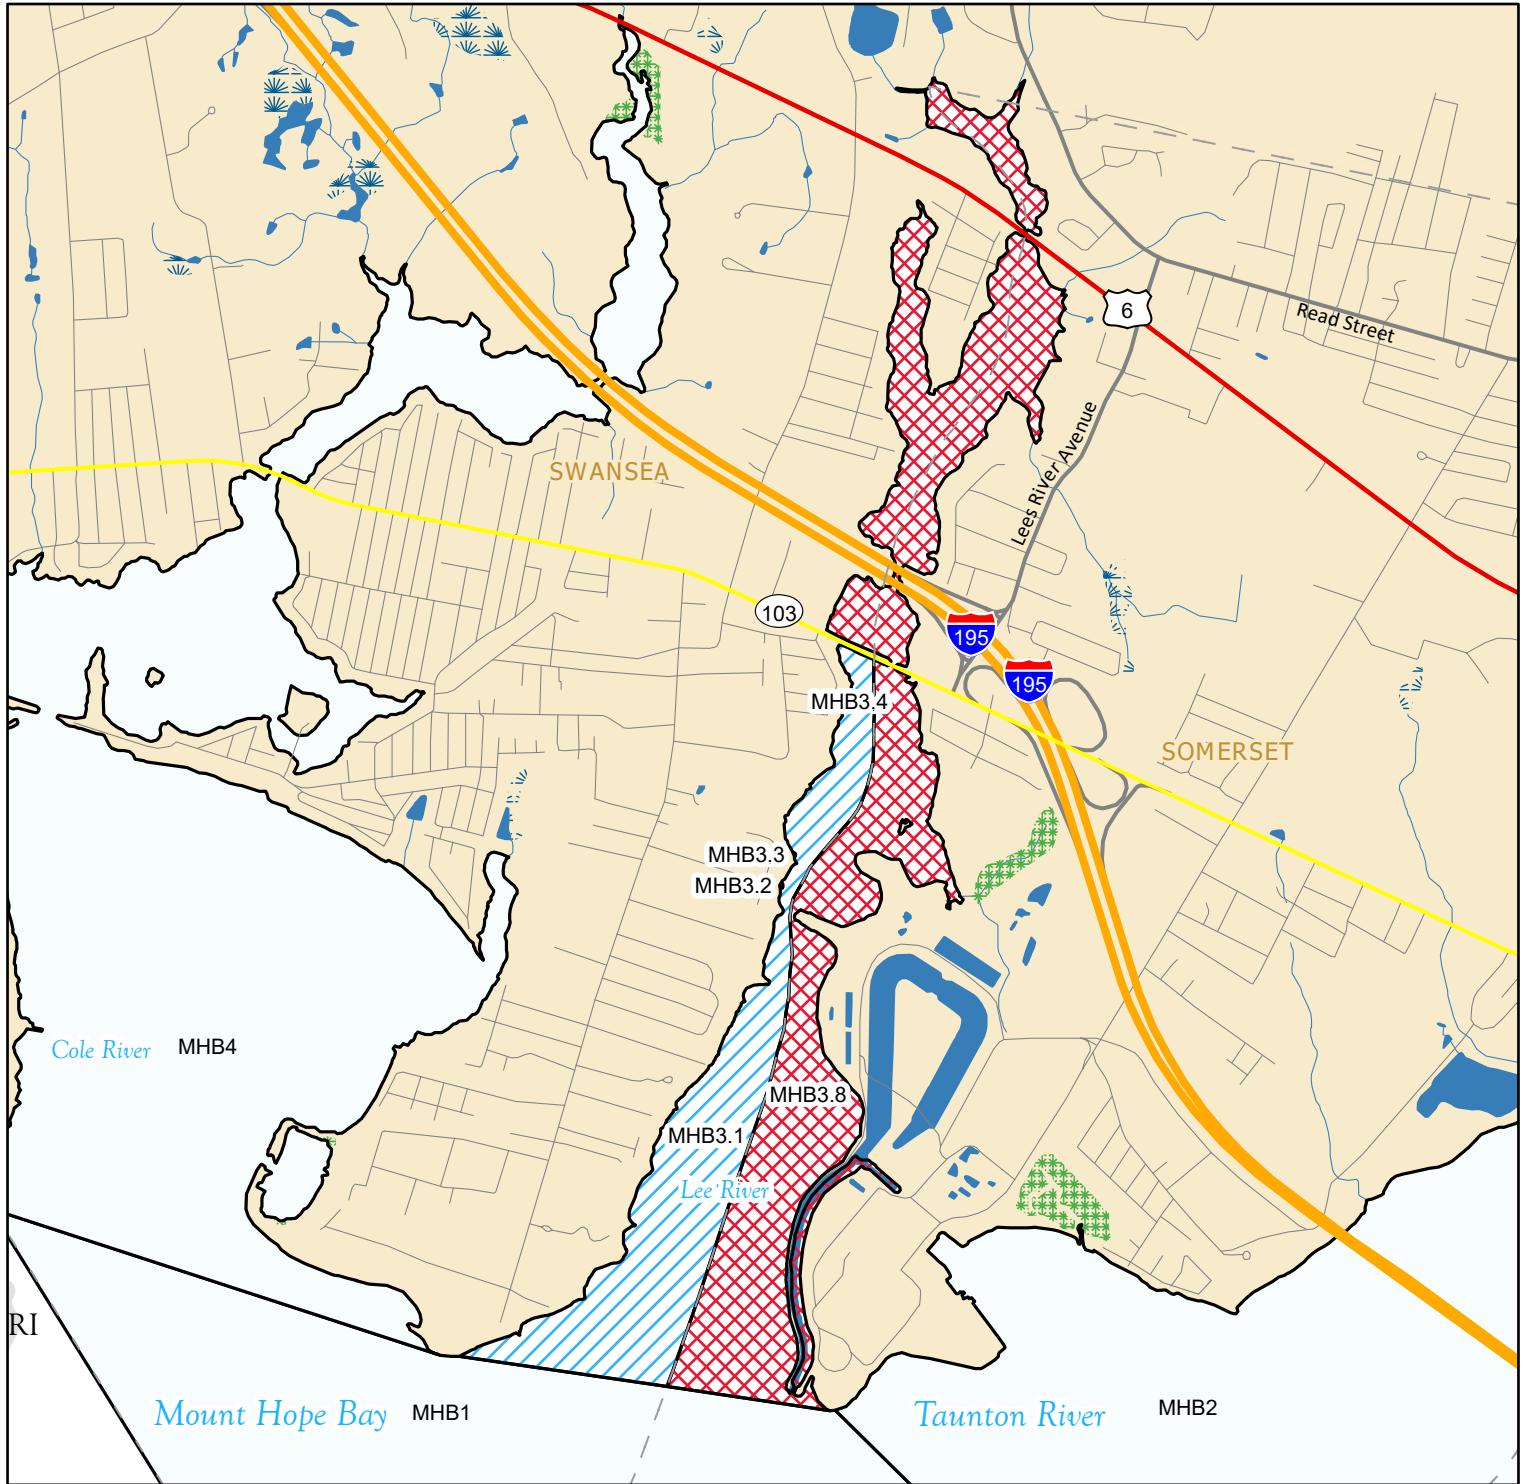 6
Read Street
Lees River Avenue
SWANSEA
103
195
195
MHB3.4
SOMERSET
MHB3.3
MHB3.2
Cole River MHB4
MHB3.8
MHB3.1
Lee River
RI
Mount Hope Bay MHB1
Taunton River MHB2